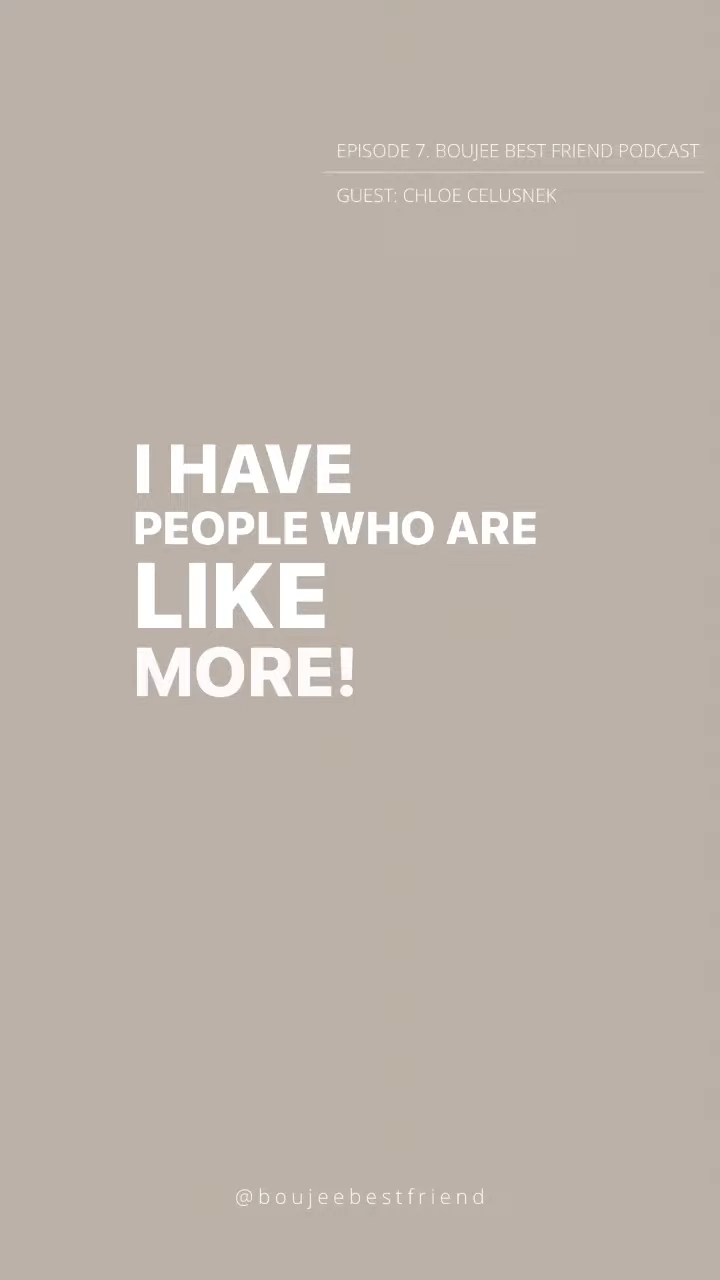 EPISODE 7. BOUJEE BEST FRIEND PODCAST
GUEST: CHLOE CELUSNEK
I HAVE
PEOPLE WHO ARE
LIKE
MORE!
@boujeebestfriend